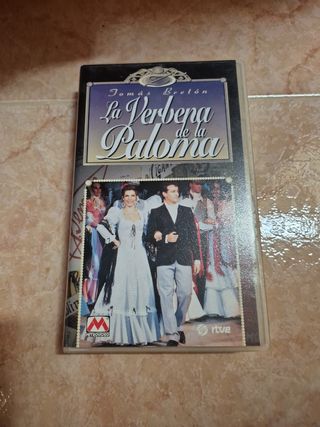 Tomás Bretón
La Verbena
de la
Paloma
M
rtve